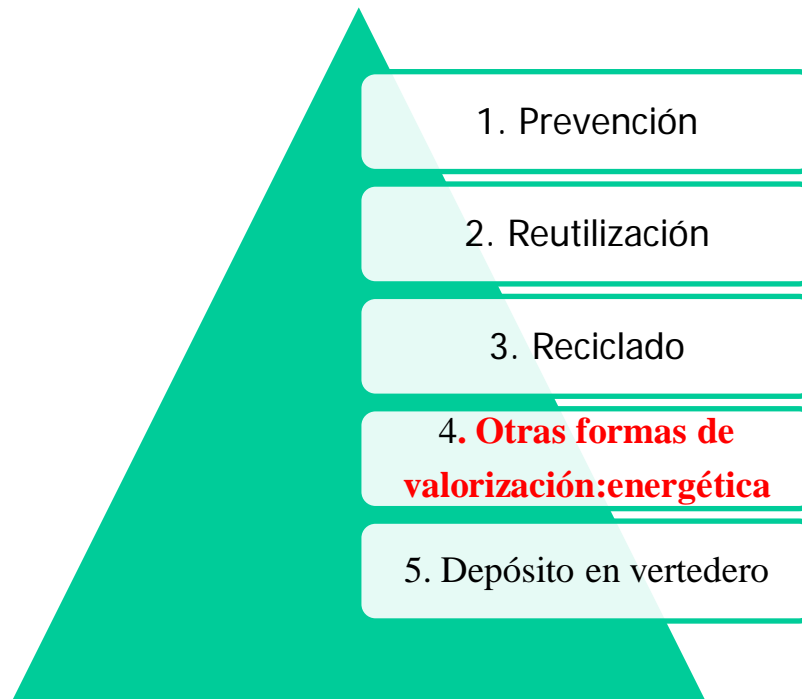 1. Prevención
2. Reutilización
3. Reciclado
4. Otras formas de
valorización:energética
5. Depósito en vertedero